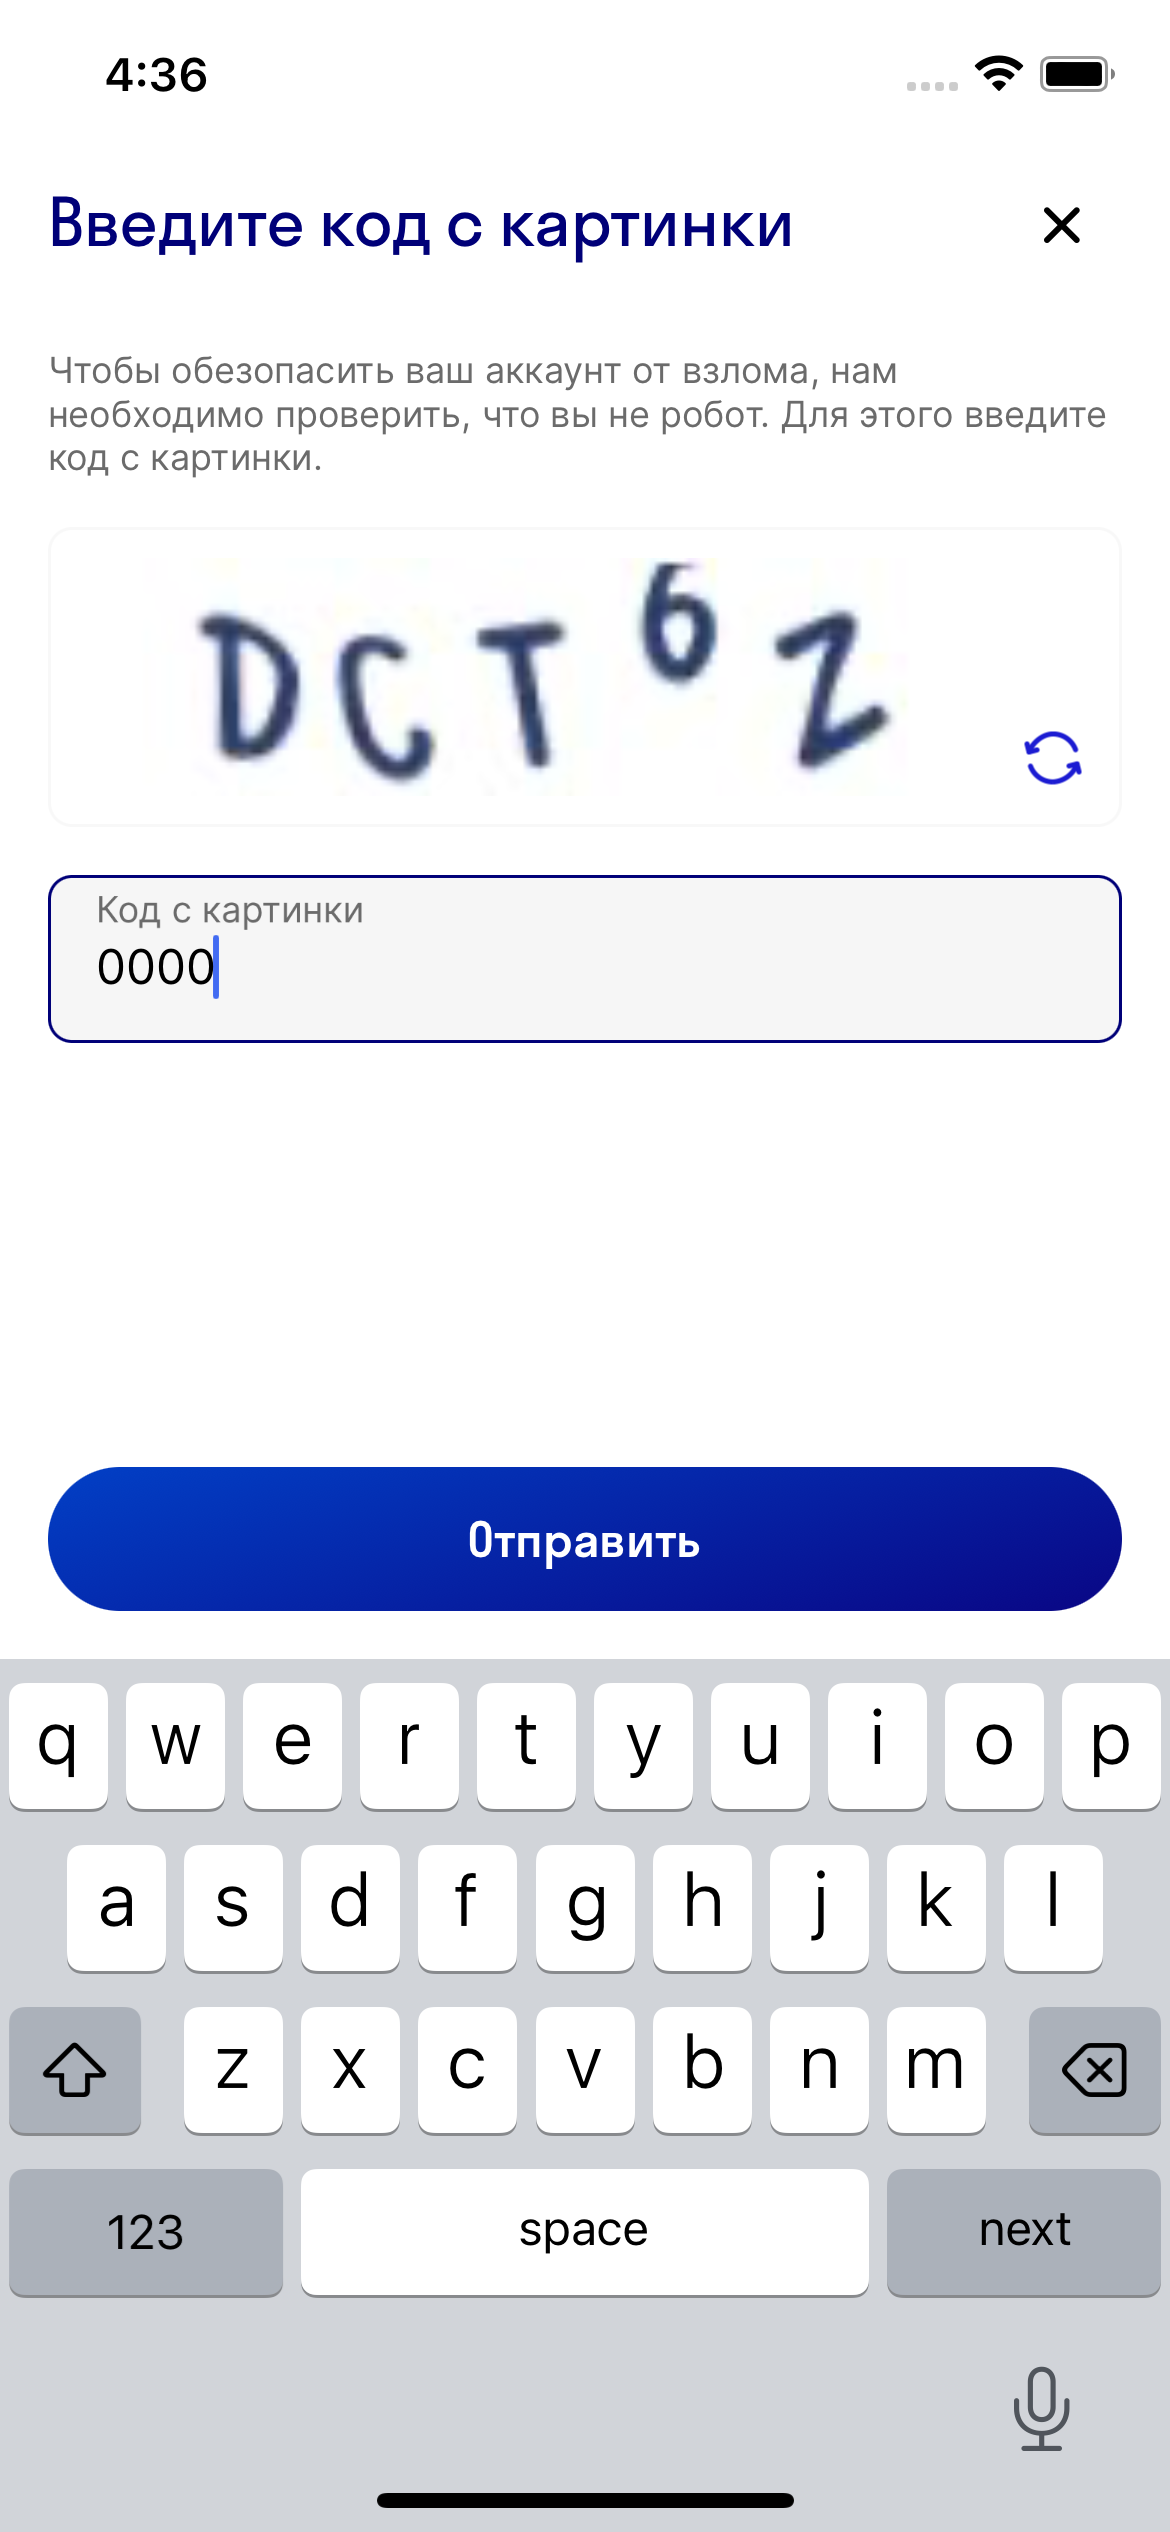 4:36
Введите код с картинки
Чтобы обезопасить ваш аккаунт от взлома, нам
необходимо проверить, что вы не робот. Для этого введите
код с картинки.
DCT6Z
Код с картинки
0000
Отправить
q w e r t y u i o p
a s d f g h j k l
z x c v b n m
123 space next